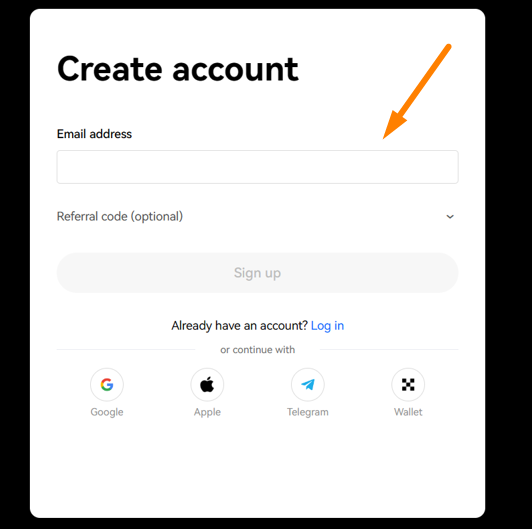 Create account
Email address
Referral code (optional)
Sign up
Already have an account? Log in
or continue with
Google Apple Telegram Wallet